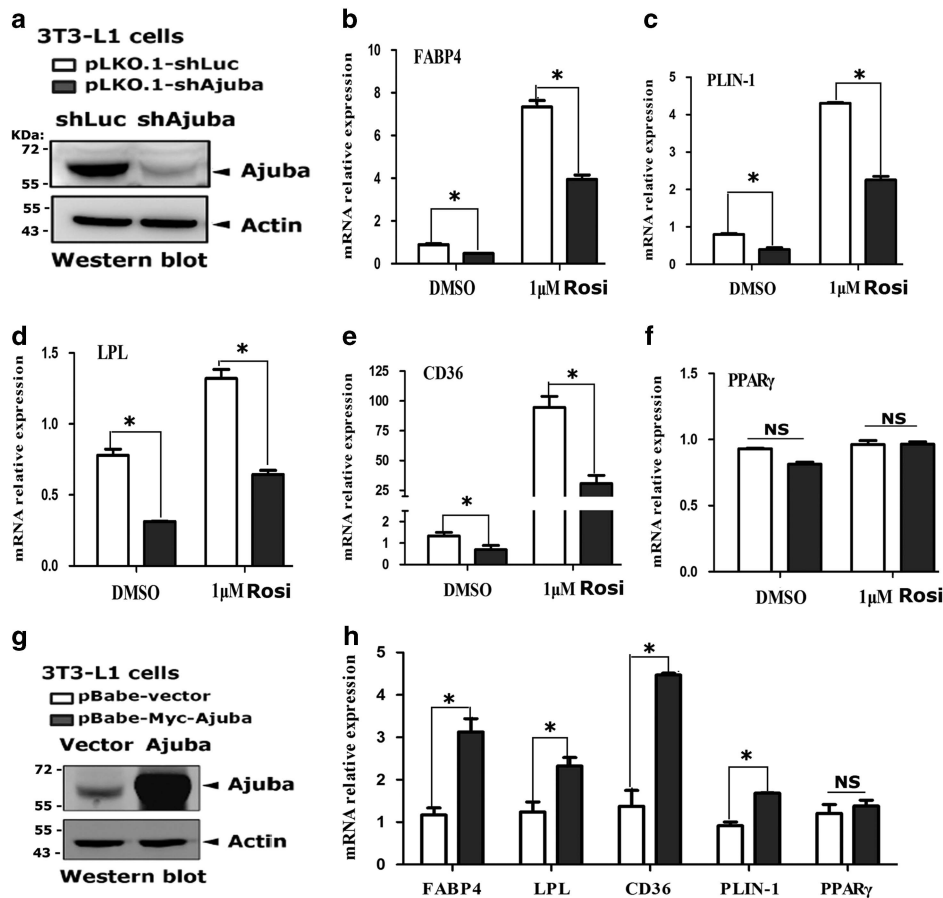 a
3T3-L1 cells
pLKO.1-shLuc
pLKO.1-shAjuba
shLuc shAjuba
KDa:
72 -
55 -
Ajuba
55 -
43 -
Actin
Western blot
b
FABP4
mRNA relative expression
10
8
6
4
2
0
*
*
DMSO
1µM Rosi
c
PLIN-1
mRNA relative expression
5
4
3
2
1
0
*
*
DMSO
1µM Rosi
d
LPL
mRNA relative expression
1.5
1.0
0.5
0.0
*
*
DMSO
1µM Rosi
e
CD36
mRNA relative expression
125
100
75
50
25
2
1
0
*
*
DMSO
1µM Rosi
f
PPARγ
mRNA relative expression
1.5
1.0
0.5
0.0
NS
NS
DMSO
1µM Rosi
g
3T3-L1 cells
pBabe-vector
pBabe-Myc-Ajuba
Vector Ajuba
72 -
55 -
Ajuba
55 -
43 -
Actin
Western blot
h
mRNA relative expression
5
4
3
2
1
0
*
*
*
*
NS
FABP4
LPL
CD36
PLIN-1
PPARγ